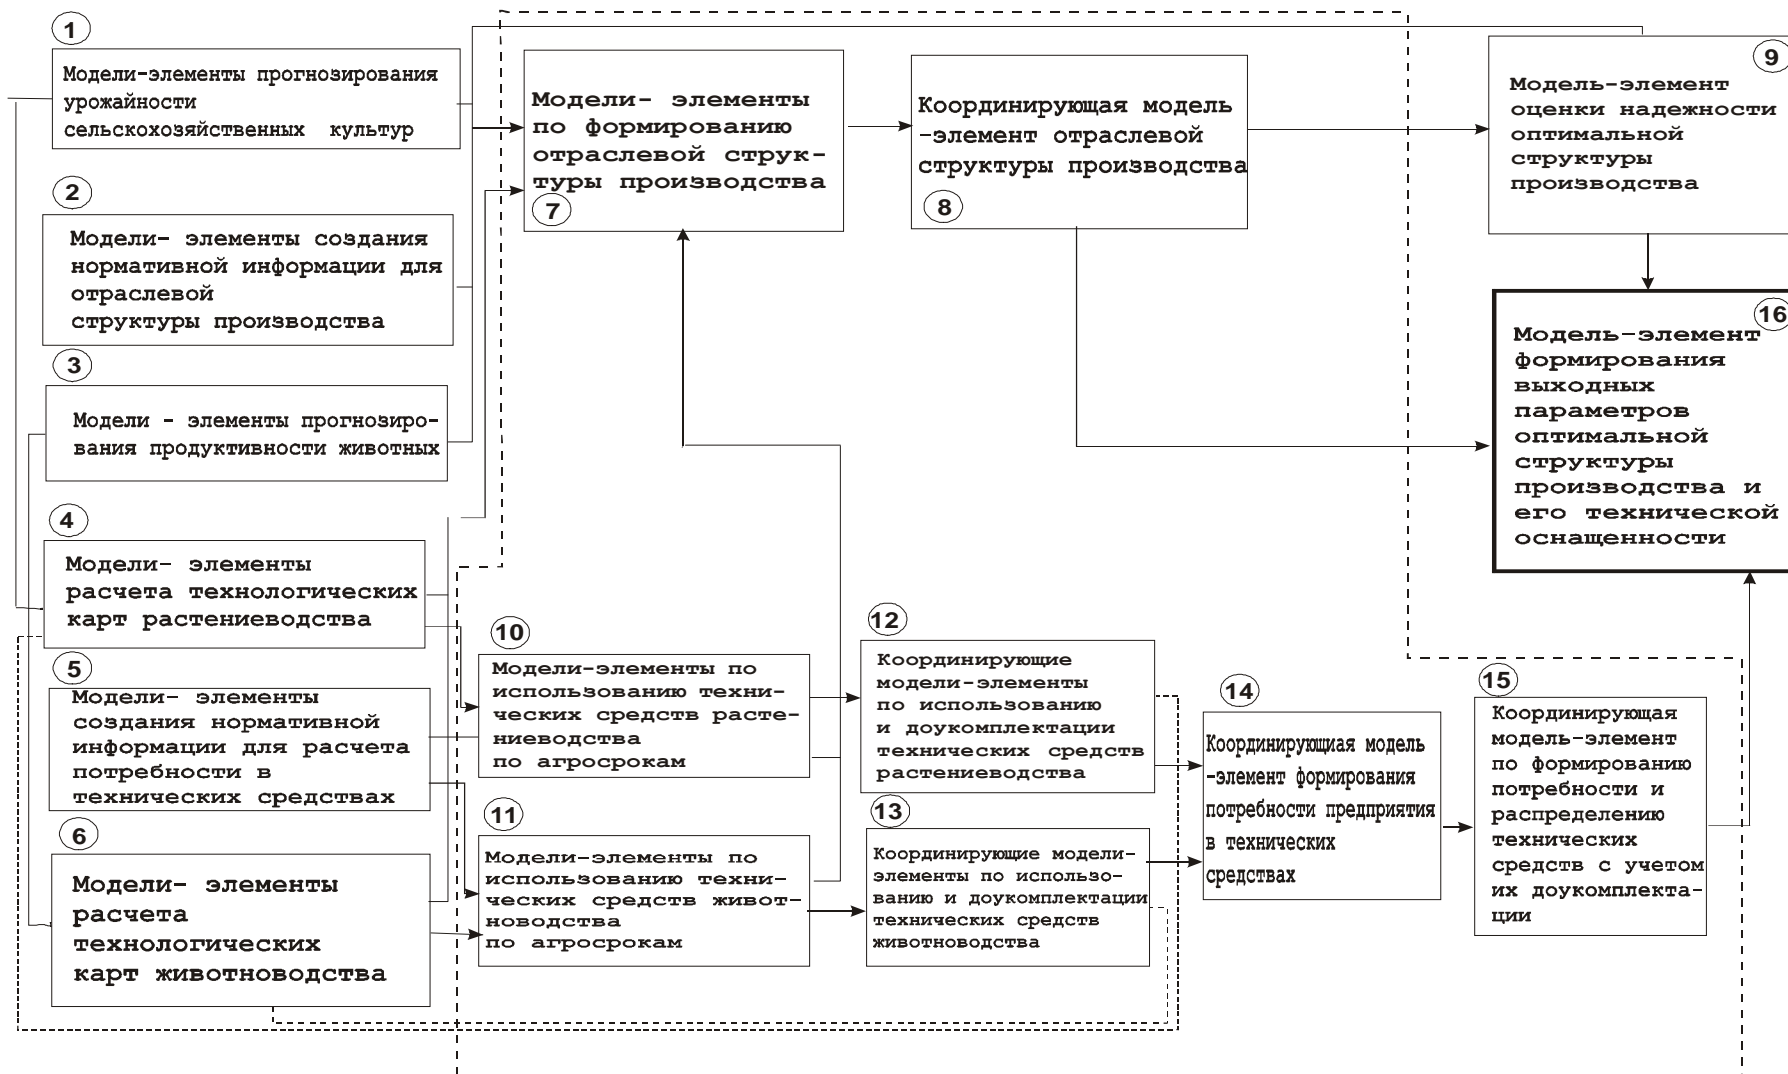 1
Модели-элементы прогнозирования
урожайности
сельскохозяйственных культур
2
Модели- элементы создания
нормативной информации для
отраслевой
структуры производства
3
Модели - элементы прогнозиро-
вания продуктивности животных
4
Модели- элементы
расчета технологических
карт растениеводства
5
Модели- элементы
создания нормативной
информации для расчета
потребности в
технических средствах
6
Модели- элементы
расчета
технологических
карт животноводства
Модели- элементы
по формированию
отраслевой струк-
туры производства
7
Координирующая модель
-элемент отраслевой
структуры производства
8
9
Модель-элемент
оценки надежности
оптимальной
структуры
производства
10
Модели-элементы по
использованию техни-
ческих средств расте-
ниеводства
по агросрокам
11
Модели-элементы по
использованию техни-
ческих средств живот-
новодства
по агросрокам
12
Координирующие
модели-элементы
по использованию
и доукомплектации
технических средств
растениеводства
13
Координирующие модели-
элементы по использо-
ванию и доукомплектации
технических средств
животноводства
14
Координирующиая модель
-элемент формирования
потребности предприятия
в технических
средствах
15
Координирующая
модель-элемент
по формированию
потребности и
распределению
технических
средств с учетом
их доукомплекта-
ции
16
Модель-элемент
формирования
выходных
параметров
оптимальной
структуры
производства и
его технической
оснащенности